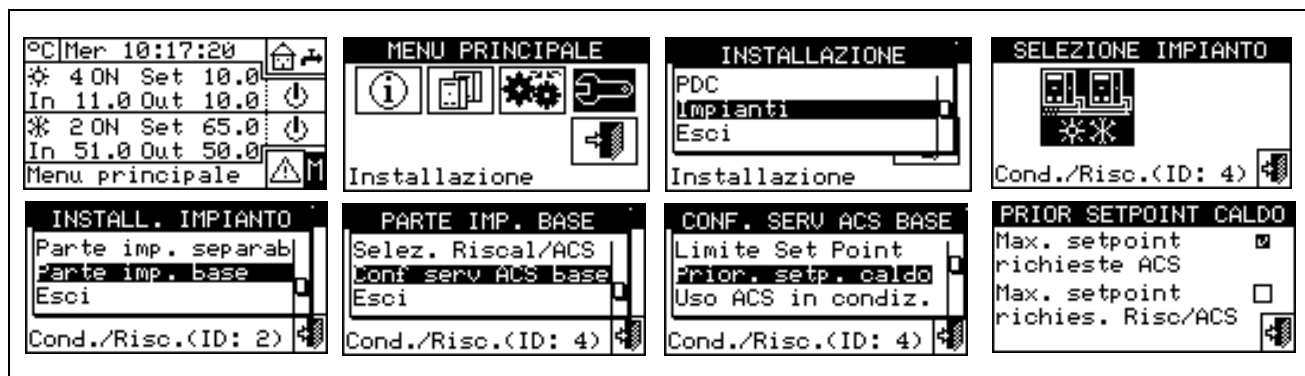 °C Mer 10:17:20
4 ON Set 10.0
In 11.0 Out 10.0
2 ON Set 65.0
In 51.0 Out 50.0
Menu principale M
MENU PRINCIPALE
i
Installazione
INSTALLAZIONE
PDC
Impianti
Esci
Installazione
SELEZIONE IMPIANTO
Cond./Risc.(ID: 4)
INSTALL. IMPIANTO
Parte imp. separab
Parte imp. base
Esci
Cond./Risc.(ID: 2)
PARTE IMP. BASE
Selez. Riscal/ACS
Conf serv ACS base
Esci
Cond./Risc.(ID: 4)
CONF. SERV ACS BASE
Limite Set Point
Prior. setp. caldo
Uso ACS in condiz.
Cond./Risc.(ID: 4)
PRIOR SETPOINT CALDO
Max. setpoint
richieste ACS
Max. setpoint
richies. Risc/ACS